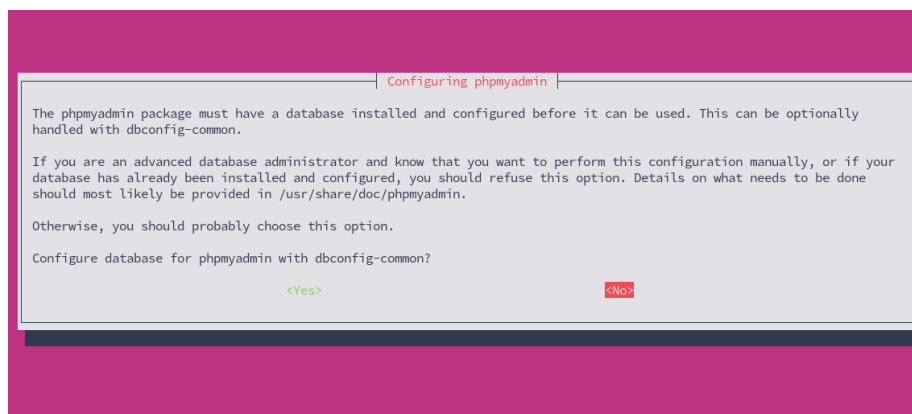 Configuring phpmyadmin
The phpmyadmin package must have a database installed and configured before it can be used. This can be optionally
handled with dbconfig-common.
If you are an advanced database administrator and know that you want to perform this configuration manually, or if your
database has already been installed and configured, you should refuse this option. Details on what needs to be done
should most likely be provided in /usr/share/doc/phpmyadmin.
Otherwise, you should probably choose this option.
Configure database for phpmyadmin with dbconfig-common?
<Yes> <No>